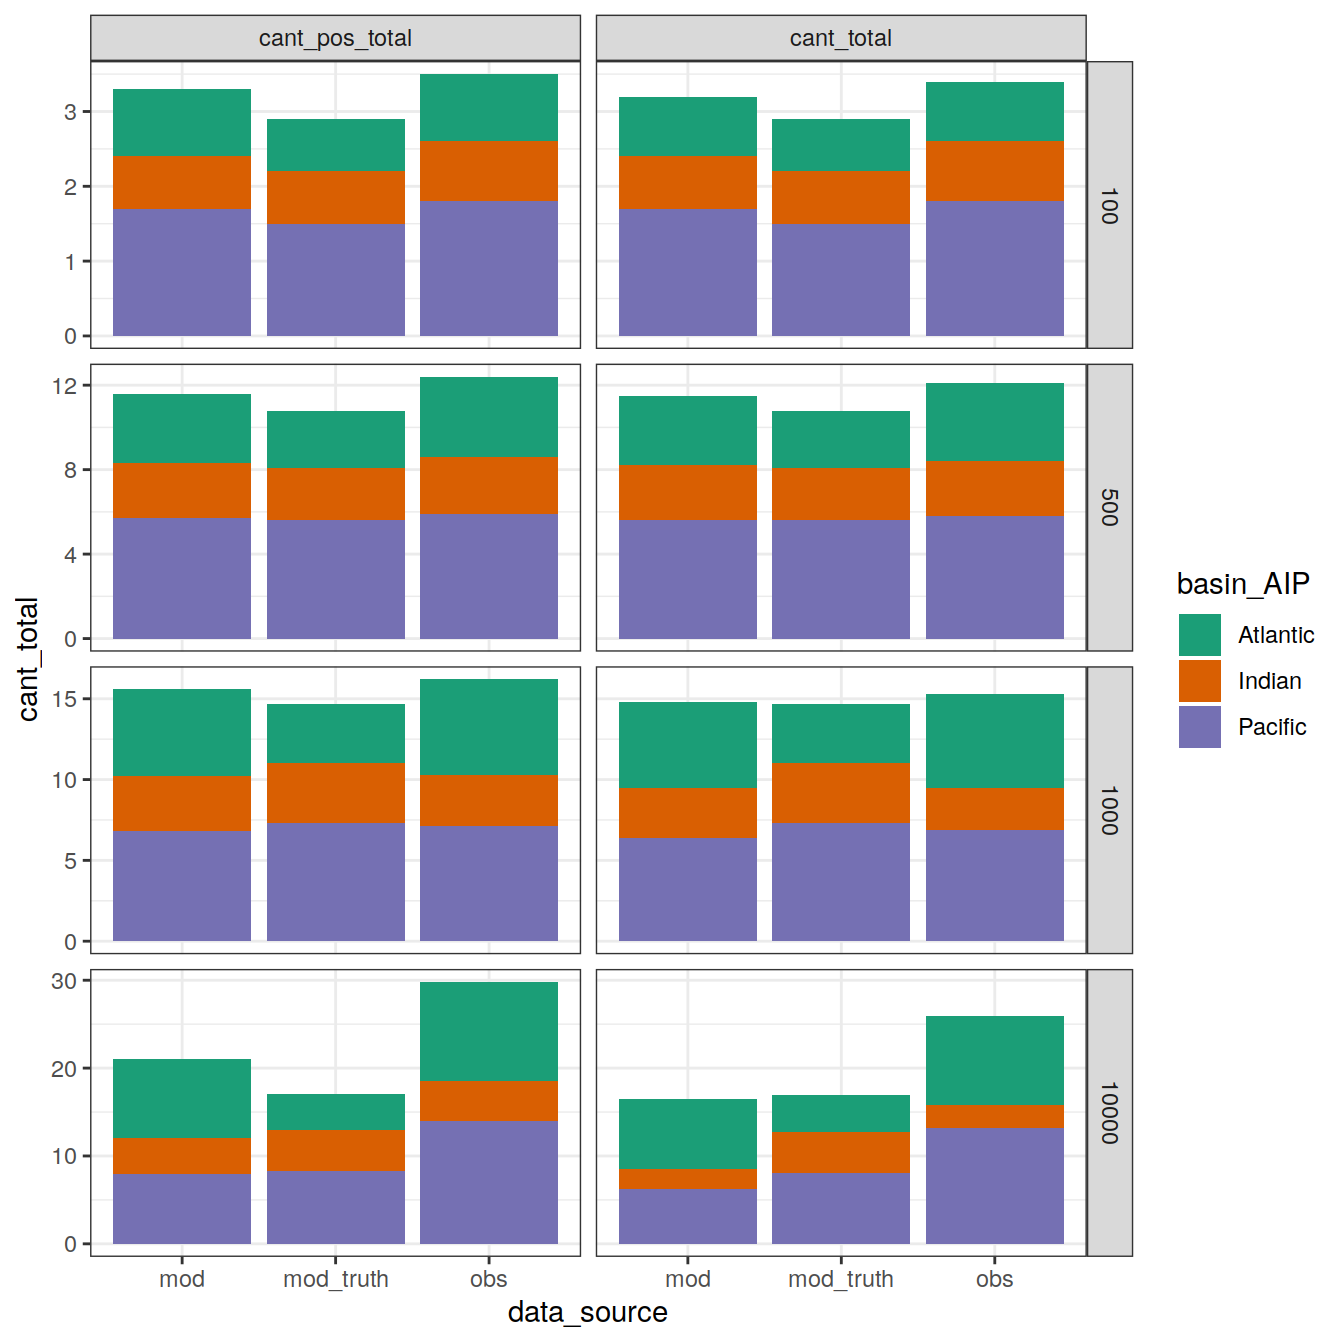 cant_pos_total
cant_total
3
2
1
0
100
12
8
4
0
500
15
10
5
0
1000
30
20
10
0
10000
cant_total
mod
mod_truth
obs
mod
mod_truth
obs
data_source
basin_AIP
Atlantic
Indian
Pacific